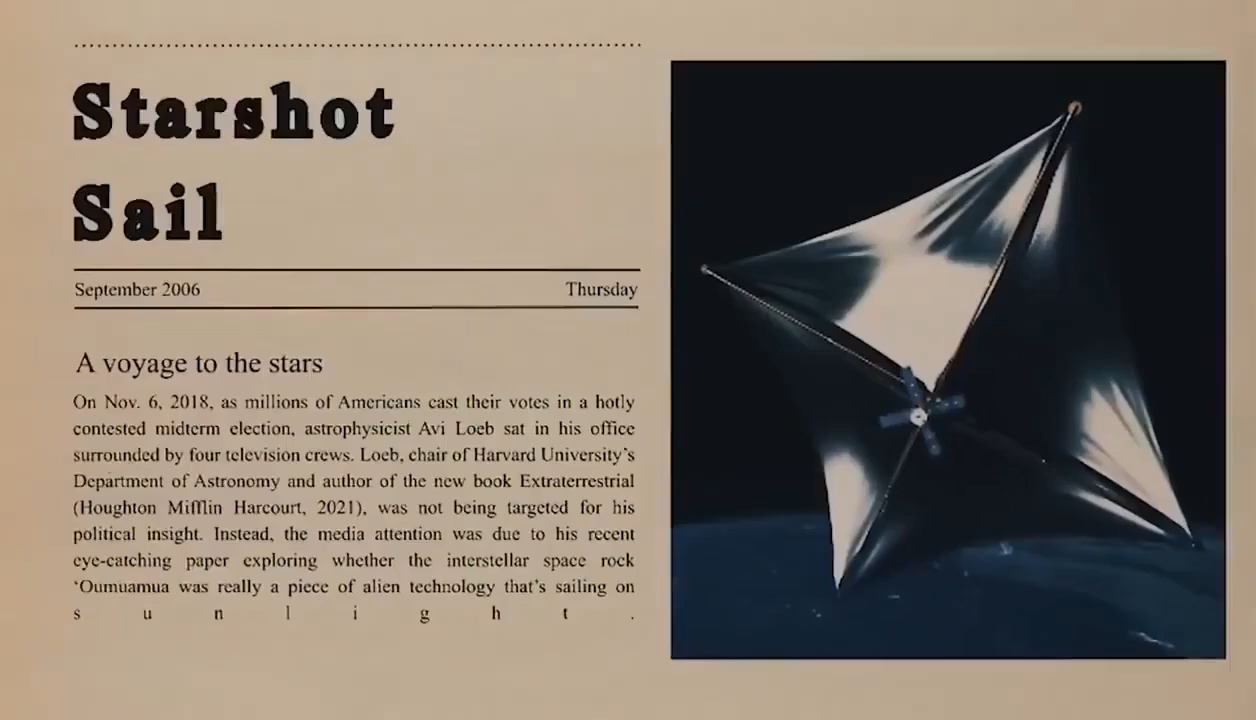 Starshot
Sail
September 2006 Thursday
A voyage to the stars
On Nov. 6, 2018, as millions of Americans cast their votes in a hotly
contested midterm election, astrophysicist Avi Loeb sat in his office
surrounded by four television crews. Loeb, chair of Harvard University's
Department of Astronomy and author of the new book Extraterrestrial
(Houghton Mifflin Harcourt, 2021), was not being targeted for his
political insight. Instead, the media attention was due to his recent
eye-catching paper exploring whether the interstellar space rock
‘Oumuamua was really a piece of alien technology that's sailing on
sunlight.